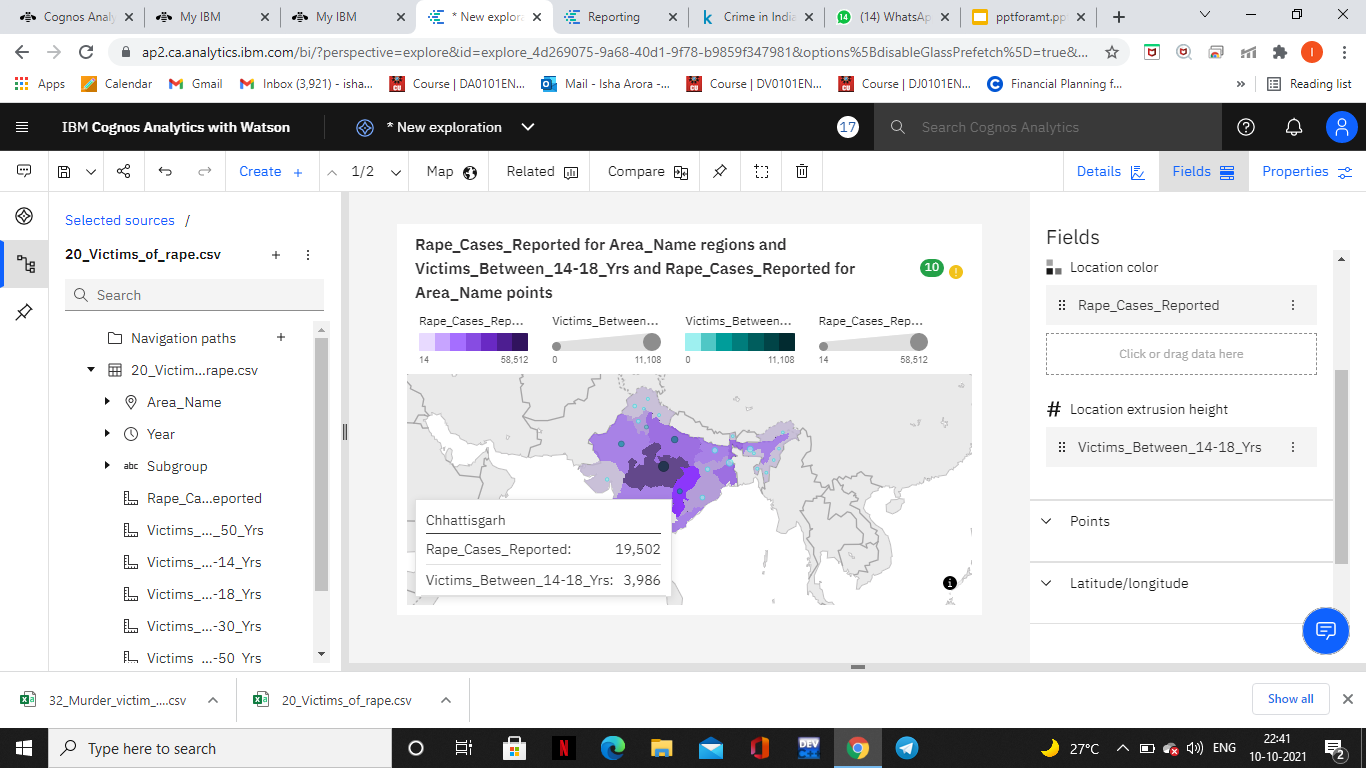 Cognos Analy
My IBM
My IBM
* New explora
Reporting
Crime in India
(14) WhatsAp
pptforamt.pp
ap2.ca.analytics.ibm.com/bi/?perspective=explore&id=explore_4d269075-9a68-40d1-9f78-b9859f347981&options%5BdisableGlassPrefetch%5D=true&...
Apps
Calendar
Gmail
Inbox (3,921) - isha...
Course | DA0101EN...
Mail - Isha Arora -...
Course | DV0101EN...
Course | DJ0101EN...
Financial Planning f...
Reading list
IBM Cognos Analytics with Watson
* New exploration
17
Search Cognos Analytics
Create +
1/2
Map
Related
Compare
Details
Fields
Properties
Selected sources /
20_Victims_of_rape.csv
Search
Navigation paths
20_Victim...rape.csv
Area_Name
Year
abc Subgroup
Rape_Ca...eported
Victims_..._50_Yrs
Victims_...-14_Yrs
Victims_...-18_Yrs
Victims_...-30_Yrs
Victims_...-50_Yrs
Rape_Cases_Reported for Area_Name regions and
Victims_Between_14-18_Yrs and Rape_Cases_Reported for
Area_Name points
10
Rape_Cases_Rep...
Victims_Between...
Victims_Between...
Rape_Cases_Rep...
14 58,512
0 11,108
0 11,108
14 58,512
Chhattisgarh
Rape_Cases_Reported: 19,502
Victims_Between_14-18_Yrs: 3,986
Fields
Location color
Rape_Cases_Reported
Click or drag data here
# Location extrusion height
Victims_Between_14-18_Yrs
Points
Latitude/longitude
32_Murder_victim_....csv
20_Victims_of_rape.csv
Show all
Type here to search
27°C
ENG
22:41
10-10-2021
2